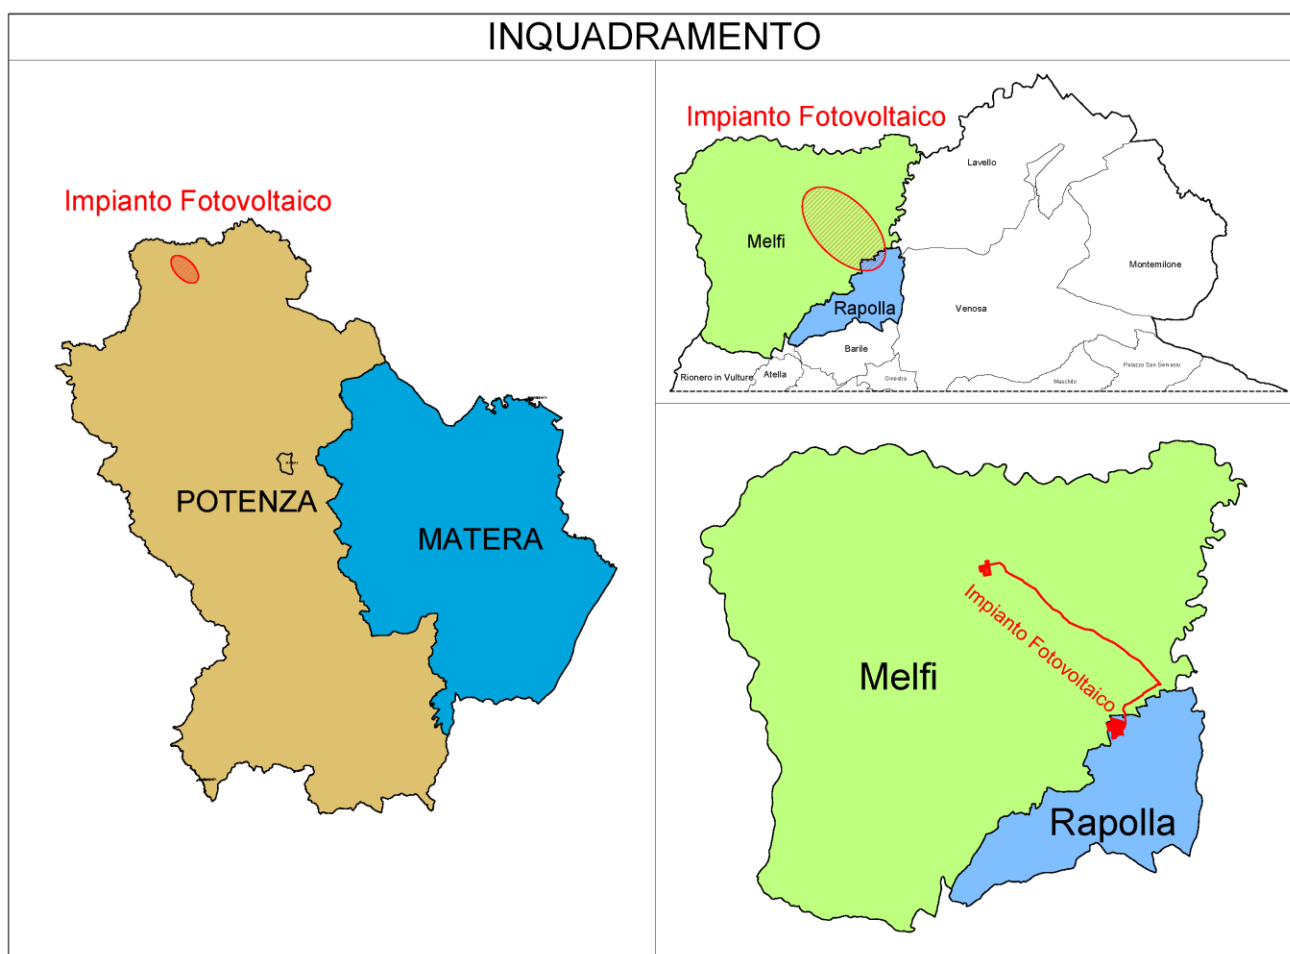 INQUADRAMENTO
Impianto Fotovoltaico
POTENZA
MATERA
Impianto Fotovoltaico
Lavello
Melfi
Montemilone
Rapolla
Venosa
Barile
Rionero in Vulture
Atella
Ginestra
Maschito
Palazzo San Gervasio
Impianto Fotovoltaico
Melfi
Rapolla